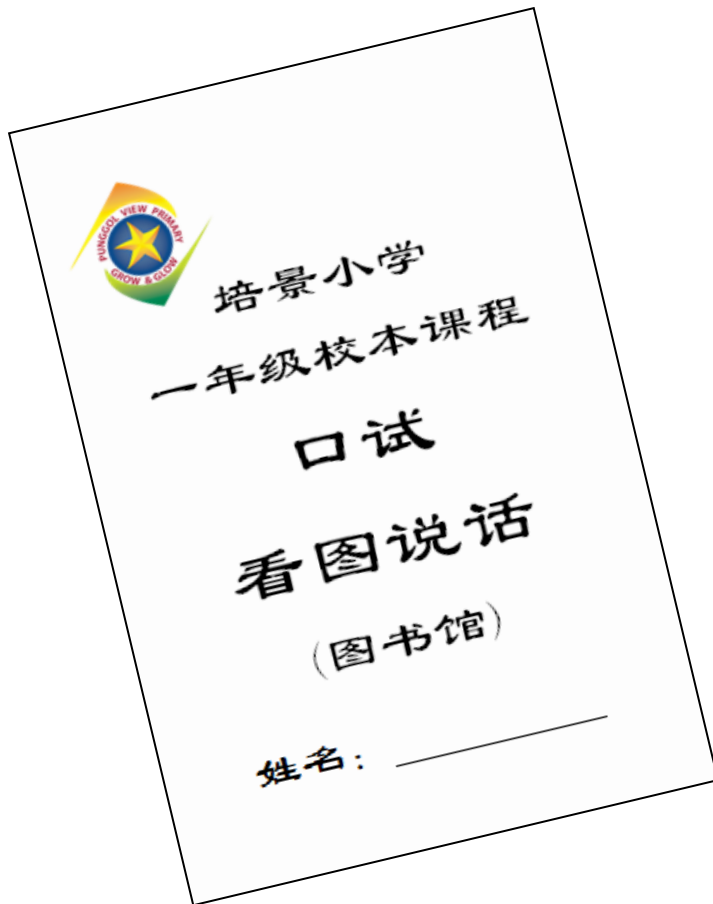 PUNGGOL VIEW PRIMARY
GROW & GLOW
培景小学
一年级校本课程
口试
看图说话
（图书馆）
姓名：